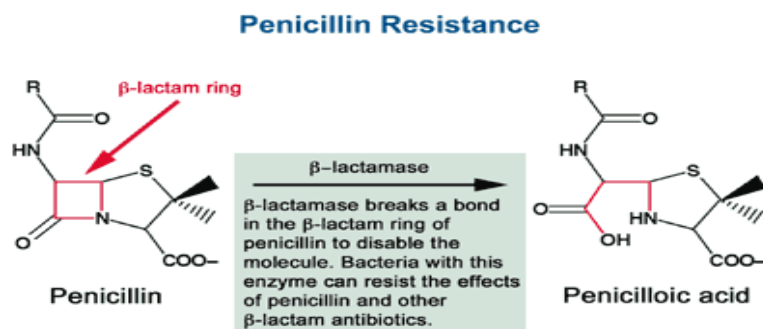 Penicillin Resistance
β-lactam ring
R
O
HN
S
N
O
COO–
Penicillin
β–lactamase
β-lactamase breaks a bond
in the β-lactam ring of
penicillin to disable the
molecule. Bacteria with this
enzyme can resist the effects
of penicillin and other
β-lactam antibiotics.
R
O
HN
S
O
HN
OH
COO–
Penicilloic acid